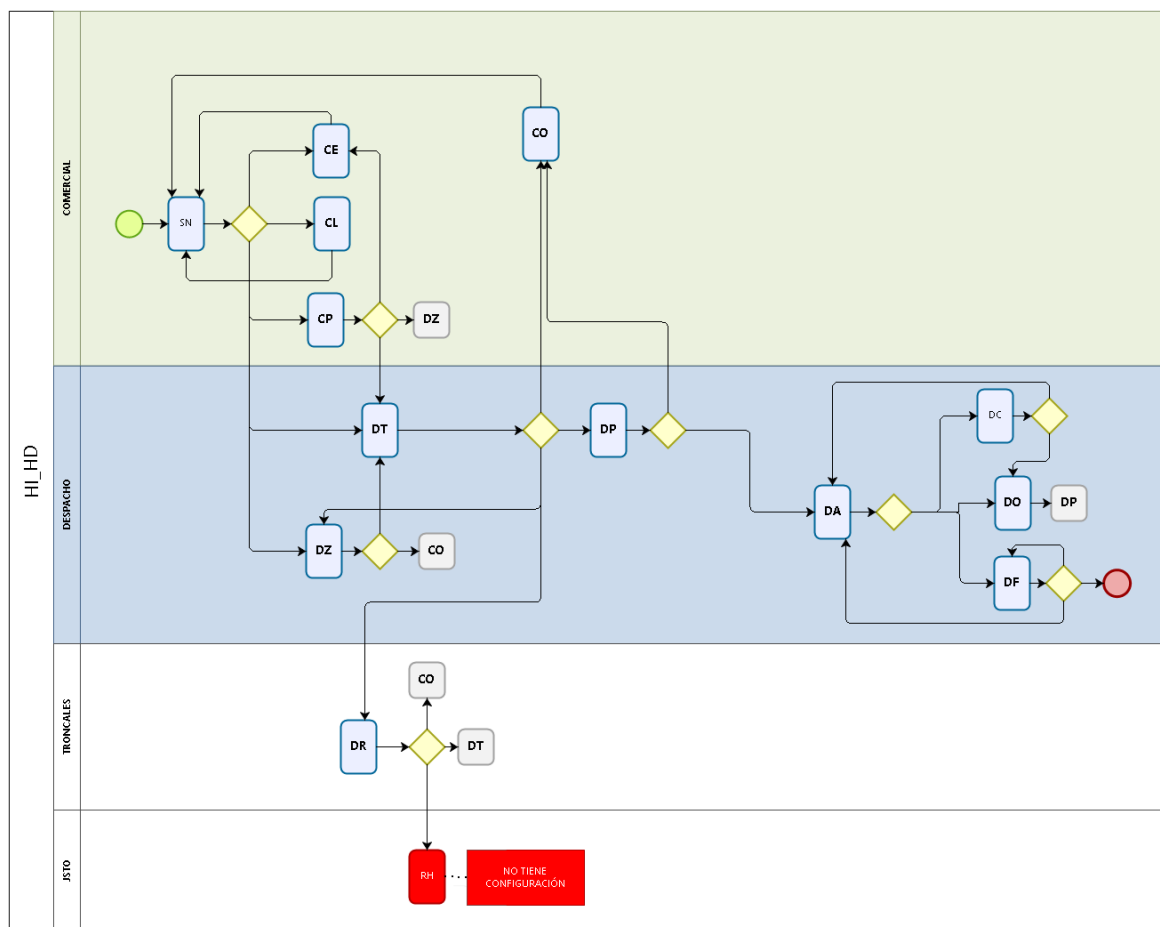 HI_HD
COMERCIAL
CO
CE
SN
CL
CP
DZ
DESPACHO
DT
DP
DC
DA
DO
DP
DZ
CO
DF
TRONCALES
CO
DR
DT
JSTO
RH
NO TIENE
CONFIGURACIÓN